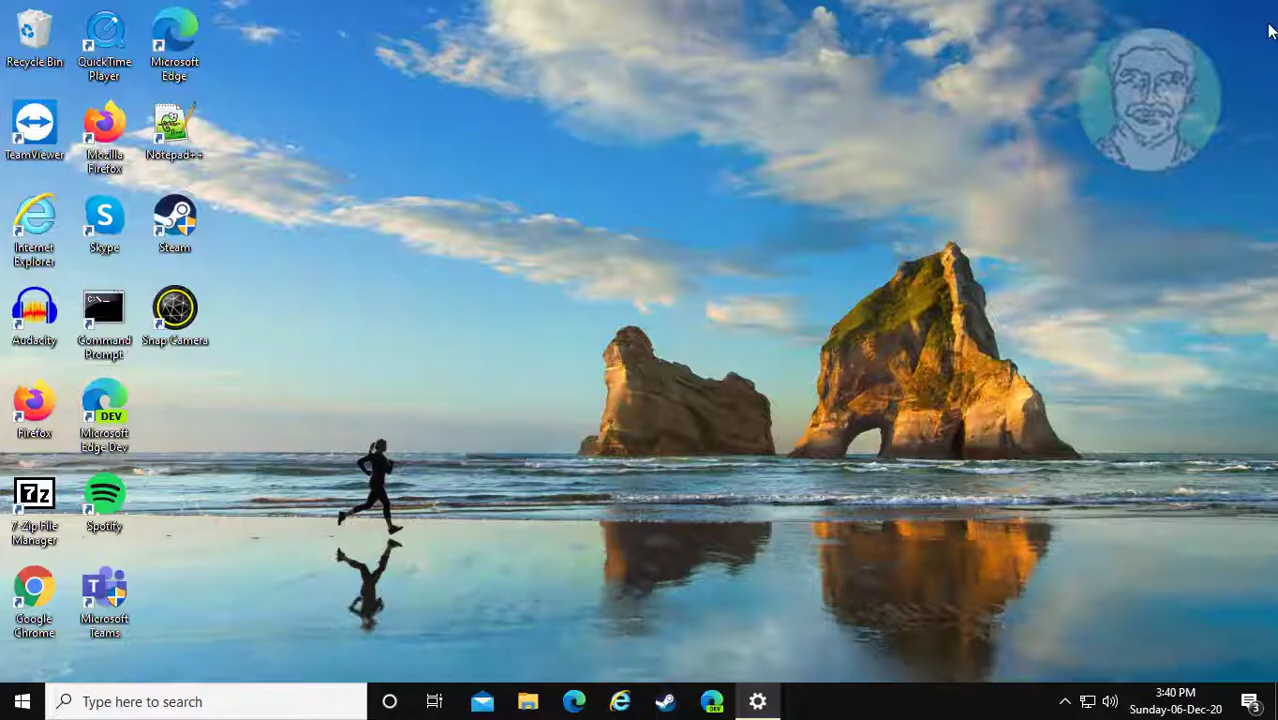 Recycle Bin
QuickTime Player
Microsoft Edge
TeamViewer
Mozilla Firefox
Notepad++
Internet Explorer
Skype
Steam
Audacity
C:\_
Command Prompt
Snap Camera
Firefox
DEV
Microsoft Edge Dev
7z
7-Zip File Manager
Spotify
Google Chrome
T
Microsoft Teams
Type here to search
3:40 PM
Sunday-06-Dec-20
3